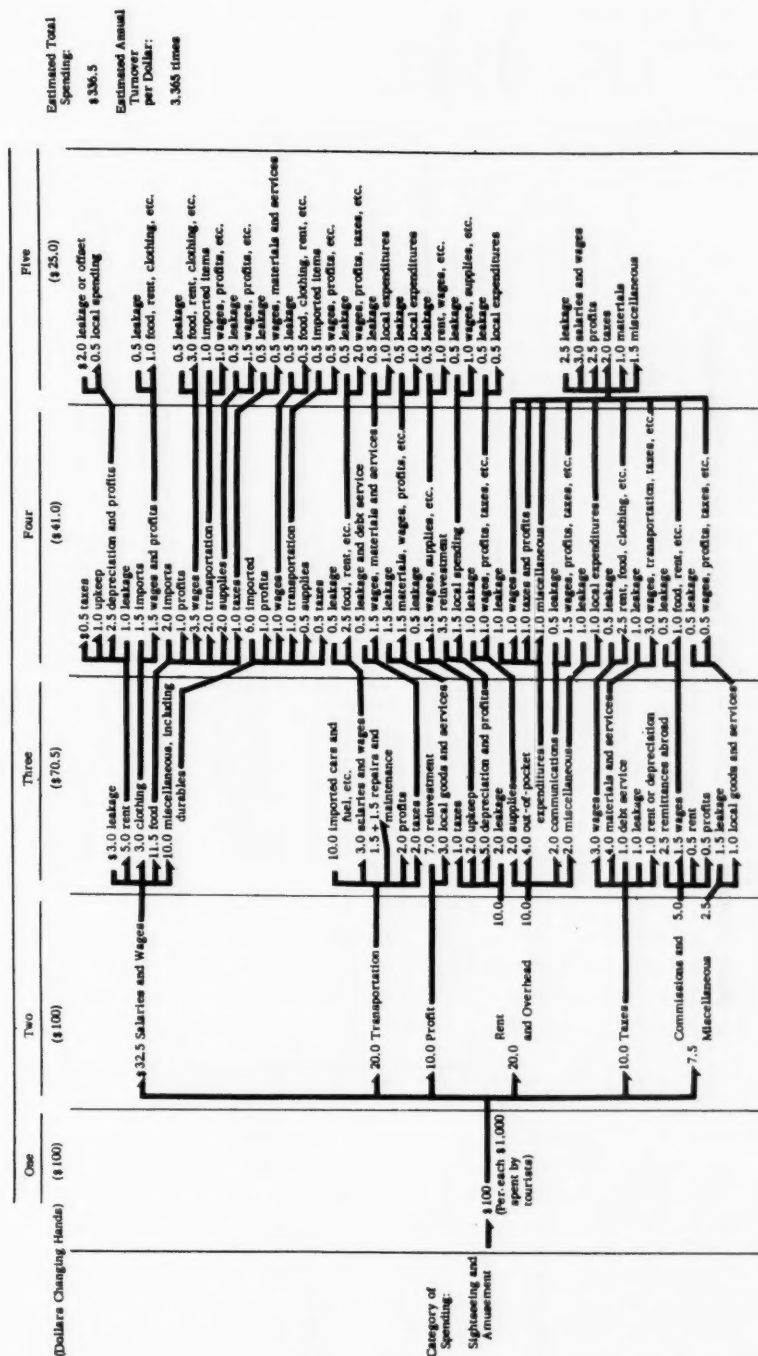 (Dollars Changing Hands)
One
Two
Three
Four
Five
($100)
($100)
($70.5)
($41.0)
($25.0)
Estimated Total
Spending:
$336.5
Estimated Annual
Turnover
per Dollar:
3.365 times
Category of
Spending:
Sightseeing and
Amusement
$100
(Per each $1,000
spent by
tourists)
$32.5 Salaries and Wages
20.0 Transportation
10.0 Profit
Rent
20.0 and Overhead
10.0 Taxes
Commissions and
7.5 Miscellaneous
$3.0 leakage
5.0 rent
3.0 clothing
11.5 food
10.0 miscellaneous, including
durables
10.0 imported cars and
fuel, etc.
3.0 salaries and wages
1.5 + 1.5 repairs and
maintenance
2.0 profits
2.0 taxes
7.0 reinvestment
3.0 local goods and services
1.0 taxes
2.0 upkeep
5.0 depreciation and profits
10.0
2.0 leakage
2.0 supplies
10.0
4.0 out-of-pocket
expenditures
2.0 communications
2.0 miscellaneous
3.0 wages
4.0 materials and services
1.0 debt service
1.0 leakage
1.0 rent or depreciation
5.0
2.5 remittances abroad
1.5 wages
0.5 rent
0.5 profits
2.5
1.5 leakage
1.0 local goods and services
$0.5 taxes
1.0 upkeep
2.5 depreciation and profits
1.0 leakage
1.5 imports
1.5 wages and profits
2.0 imports
1.0 profits
3.5 wages
2.0 transportation
2.0 supplies
1.0 taxes
6.0 imported
1.0 profits
1.0 wages
1.0 transportation
0.5 supplies
0.5 taxes
0.5 leakage
2.5 food, rent, etc.
0.5 leakage and debt service
1.5 wages, materials and services
1.5 leakage
1.5 materials, wages, profits, etc.
0.5 leakage
1.5 wages, supplies, etc.
3.5 reinvestment
1.5 local spending
1.0 leakage
1.0 wages, profits, taxes, etc.
1.0 leakage
1.0 wages
1.0 taxes and profits
1.0 miscellaneous
0.5 leakage
1.5 wages, profits, taxes, etc.
1.0 leakage
1.0 local expenditures
0.5 leakage
2.5 rent, food, clothing, etc.
1.0 leakage
3.0 wages, transportation, taxes, etc.
0.5 leakage
1.0 food, rent, etc.
0.5 leakage
0.5 wages, profits, taxes, etc.
$2.0 leakage or offset
0.5 local spending
0.5 leakage
1.0 food, rent, clothing, etc.
0.5 leakage
3.0 food, rent, clothing, etc.
1.0 imported items
1.0 wages, profits, etc.
0.5 leakage
1.5 wages, profits, etc.
0.5 leakage
0.5 wages, materials and services
0.5 leakage
0.5 food, clothing, rent, etc.
0.5 imported items
0.5 wages, profits, etc.
0.5 leakage
2.0 wages, profits, taxes, etc.
0.5 leakage
1.0 local expenditures
0.5 leakage
1.0 local expenditures
0.5 leakage
1.0 rent, wages, etc.
0.5 leakage
1.0 wages, supplies, etc.
0.5 leakage
0.5 local expenditures
2.5 leakage
3.0 salaries and wages
2.5 profits
2.0 taxes
1.0 materials
1.5 miscellaneous